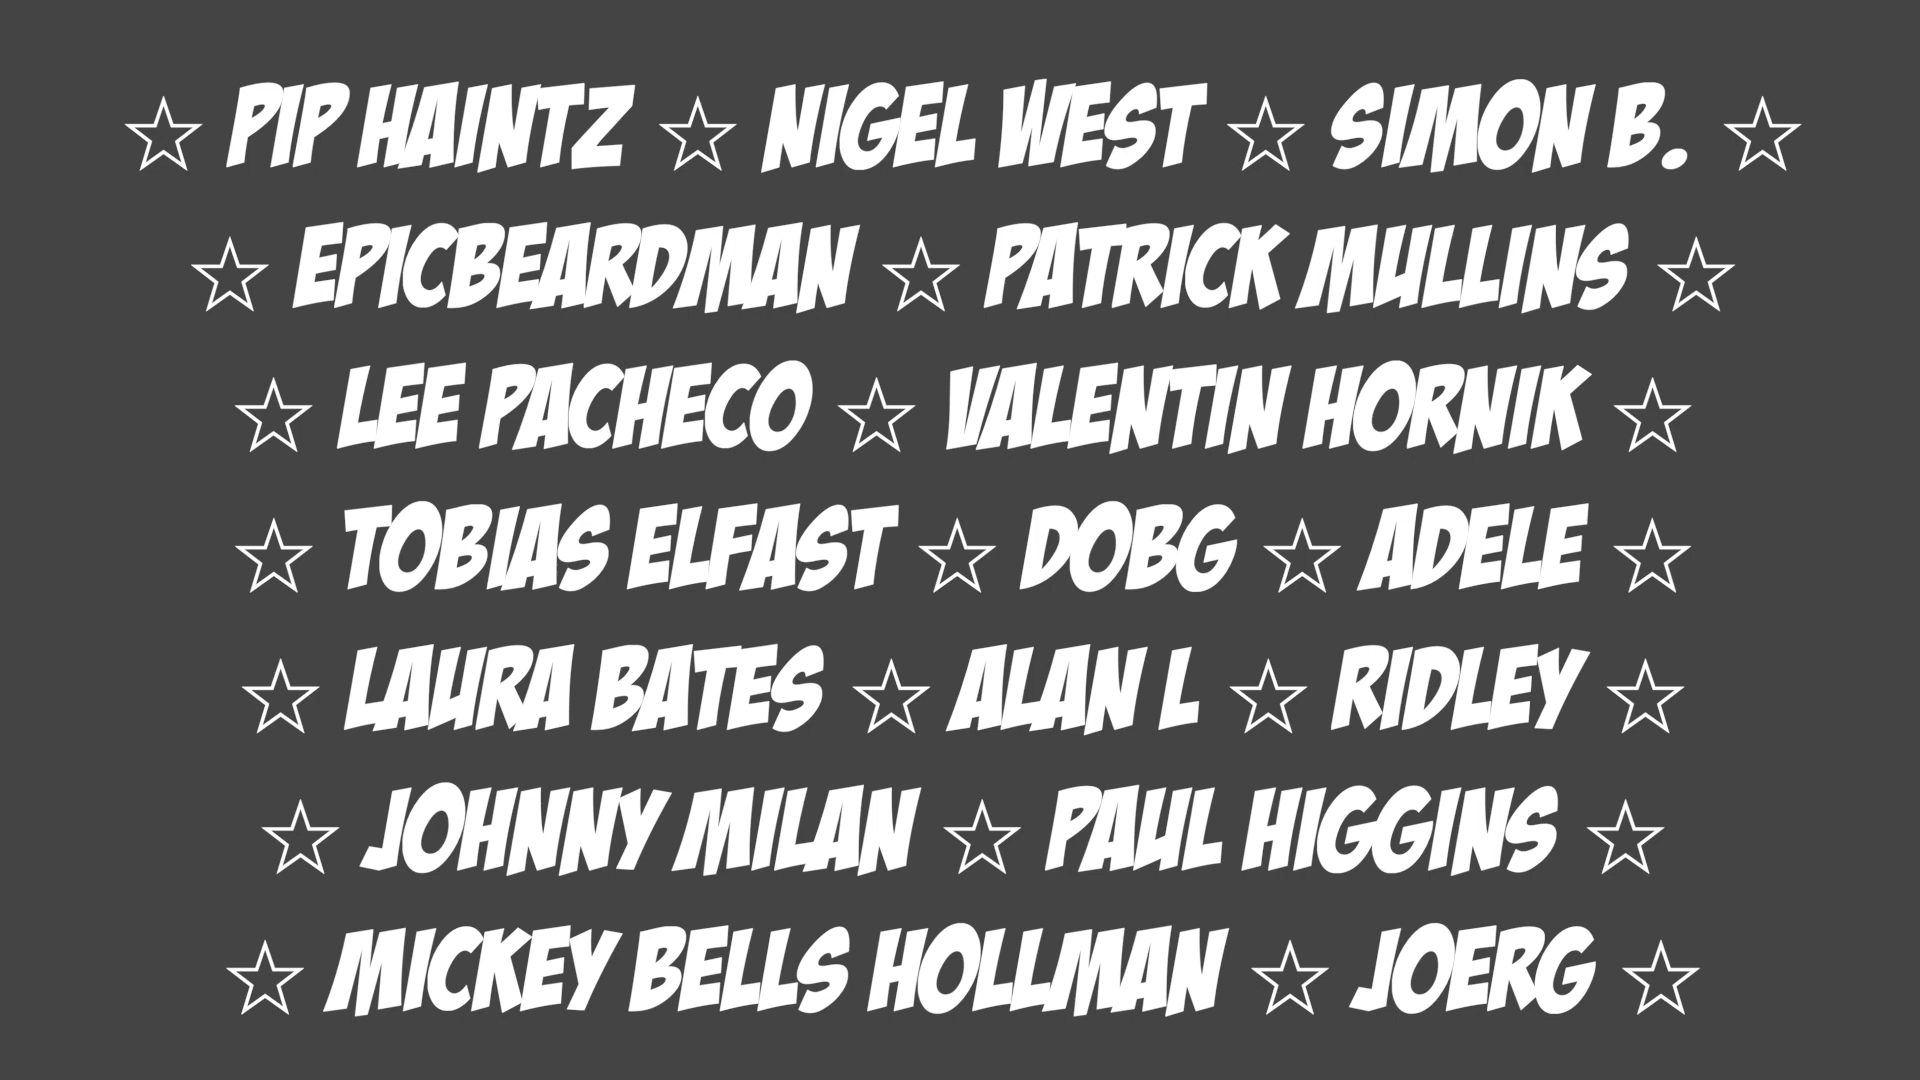 ☆ PIP HAINTZ ☆ NIGEL WEST ☆ SIMON B. ☆
☆ EPICBEARDMAN ☆ PATRICK MULLINS ☆
☆ LEE PACHECO ☆ VALENTIN HORNIK ☆
☆ TOBIAS ELFAST ☆ DOBG ☆ ADELE ☆
☆ LAURA BATES ☆ ALAN L ☆ RIDLEY ☆
☆ JOHNNY MILAN ☆ PAUL HIGGINS ☆
☆ MICKEY BELLS HOLLMAN ☆ JOERG ☆